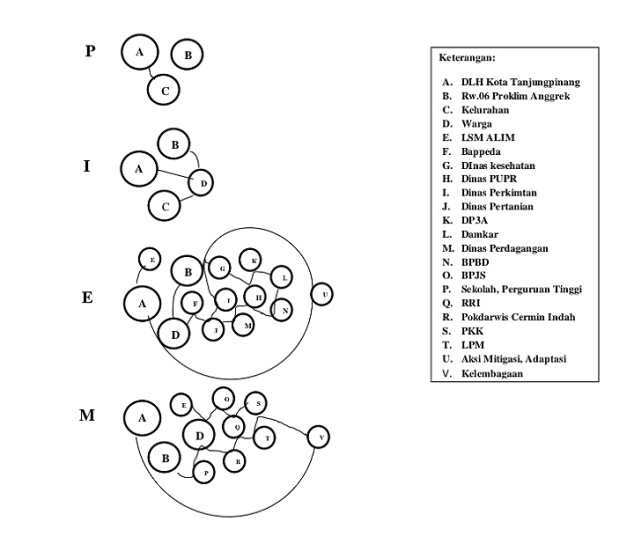 P
A
B
C
I
B
A
D
C
E
E
B
G
K
L
A
F
I
H
U
N
D
J
M
M
A
E
O
S
D
Q
T
V
B
R
P
Keterangan:
A. DLH Kota Tanjungpinang
B. Rw.06 Proklim Anggrek
C. Kelurahan
D. Warga
E. LSM ALIM
F. Bappeda
G. DInas kesehatan
H. Dinas PUPR
I. Dinas Perkimtan
J. Dinas Pertanian
K. DP3A
L. Damkar
M. Dinas Perdagangan
N. BPBD
O. BPJS
P. Sekolah, Perguruan Tinggi
Q. RRI
R. Pokdarwis Cermin Indah
S. PKK
T. LPM
U. Aksi Mitigasi, Adaptasi
V. Kelembagaan